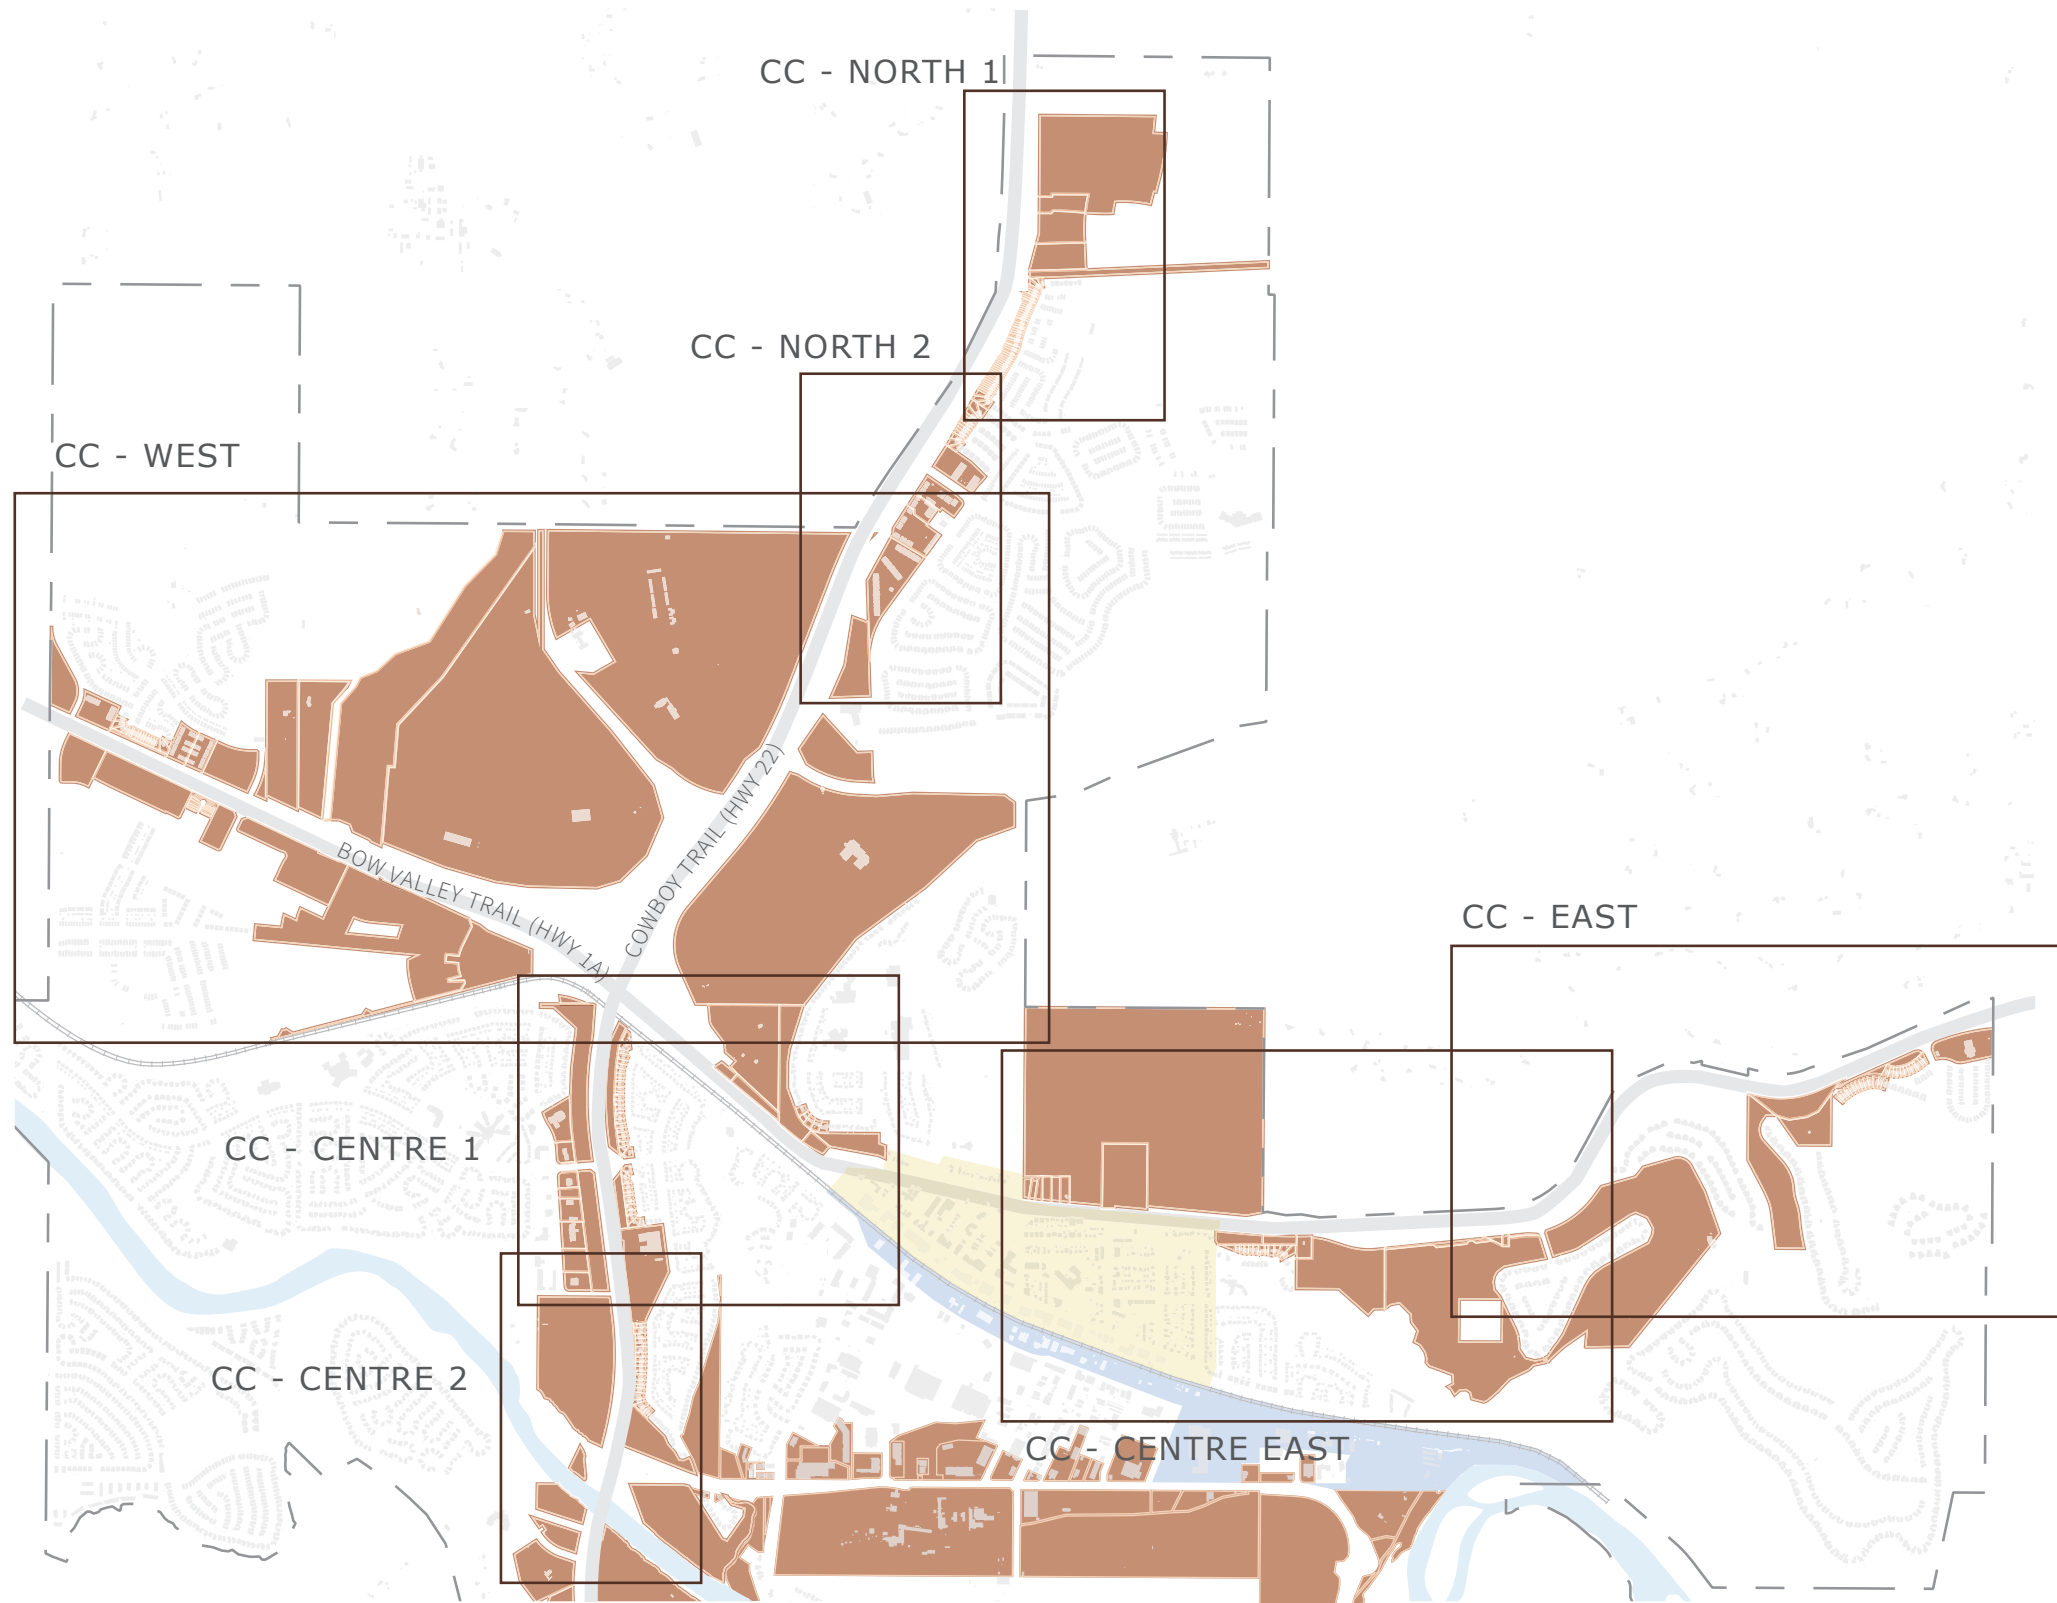 CC - NORTH 1
CC - NORTH 2
CC - WEST
COWBOY TRAIL (HWY 22)
BOW VALLEY TRAIL (HWY 1A)
CC - EAST
CC - CENTRE 1
CC - CENTRE 2
CC - CENTRE EAST